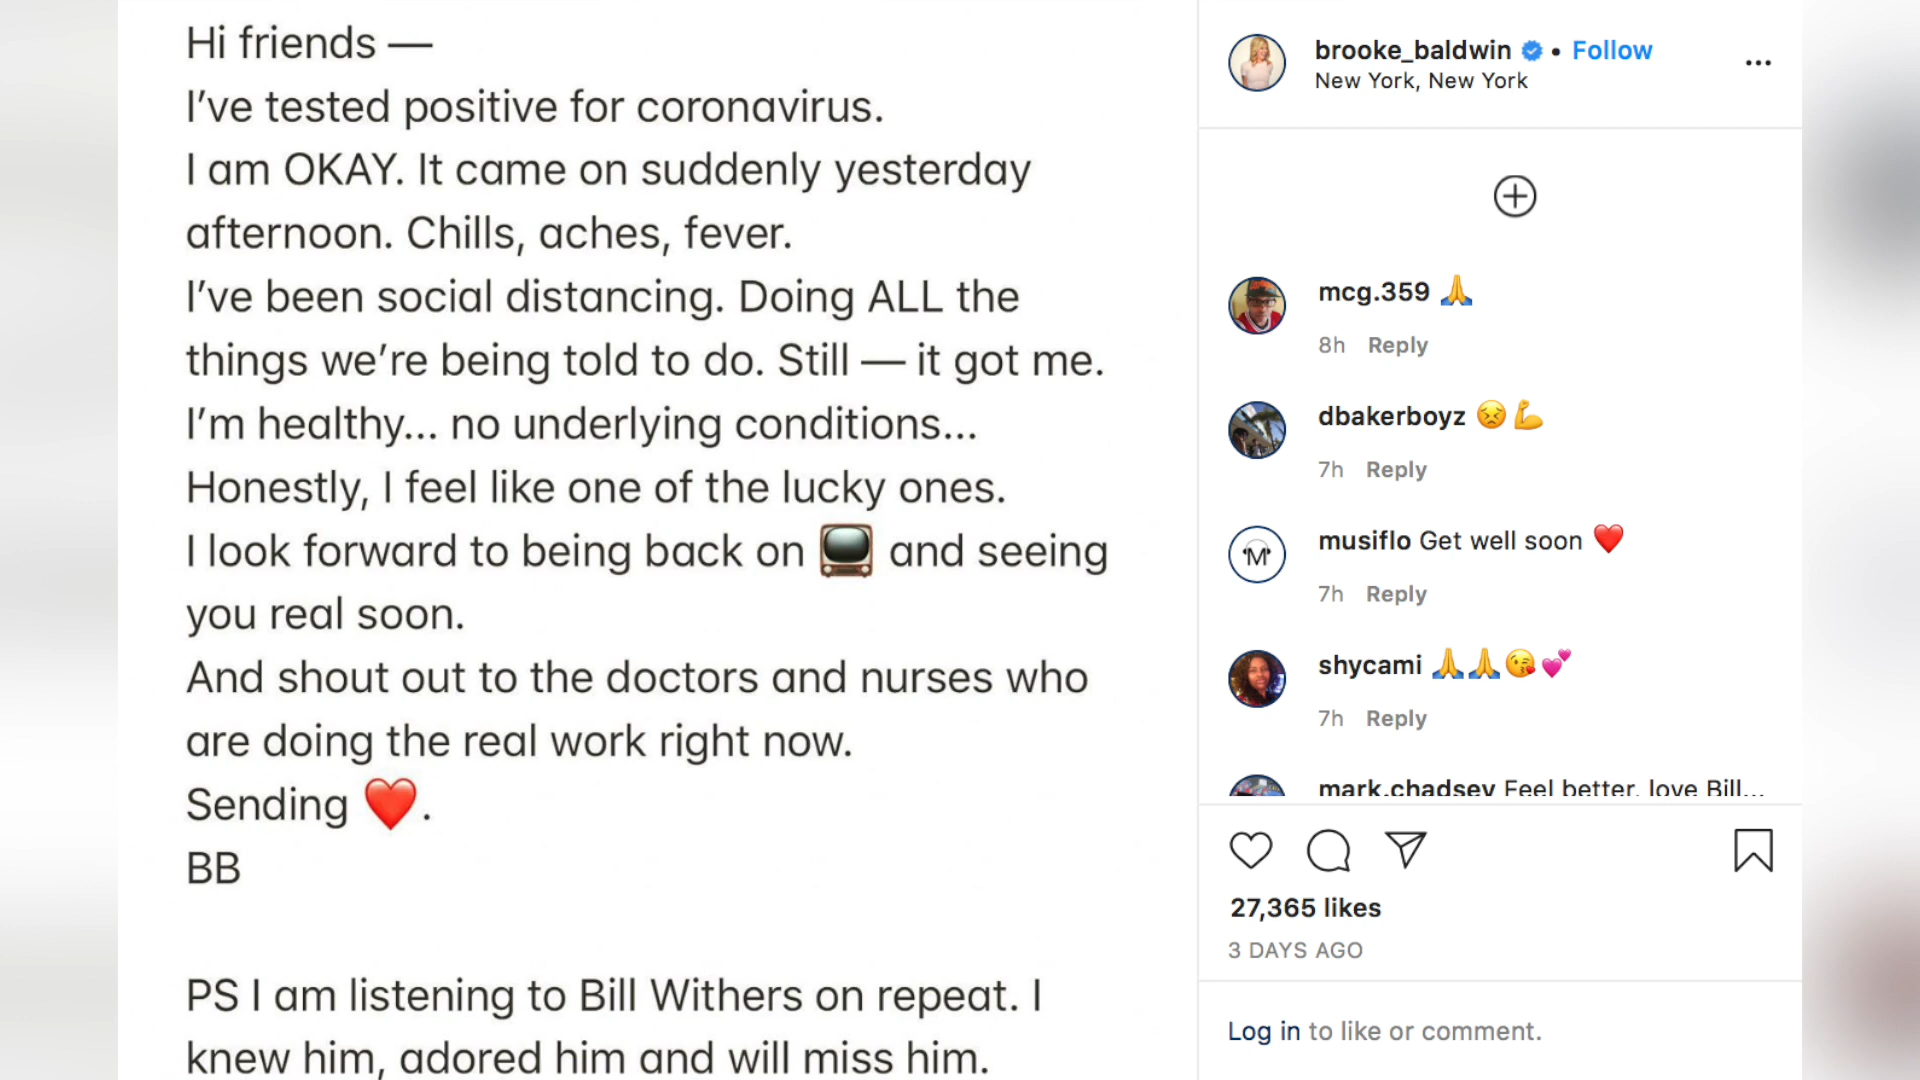 Hi friends —
I’ve tested positive for coronavirus.
I am OKAY. It came on suddenly yesterday
afternoon. Chills, aches, fever.
I’ve been social distancing. Doing ALL the
things we’re being told to do. Still — it got me.
I’m healthy... no underlying conditions...
Honestly, I feel like one of the lucky ones.
I look forward to being back on 📺 and seeing
you real soon.
And shout out to the doctors and nurses who
are doing the real work right now.
Sending ❤️.
BB
PS I am listening to Bill Withers on repeat. I
knew him, adored him and will miss him.
brooke_baldwin • Follow
New York, New York
mcg.359 🙏
8h Reply
dbakerboyz 😣💪
7h Reply
M
musiflo Get well soon ❤️
7h Reply
shycami 🙏🙏😘💕
7h Reply
mark.chadsey Feel better, love Bill...
27,365 likes
3 DAYS AGO
Log in to like or comment.